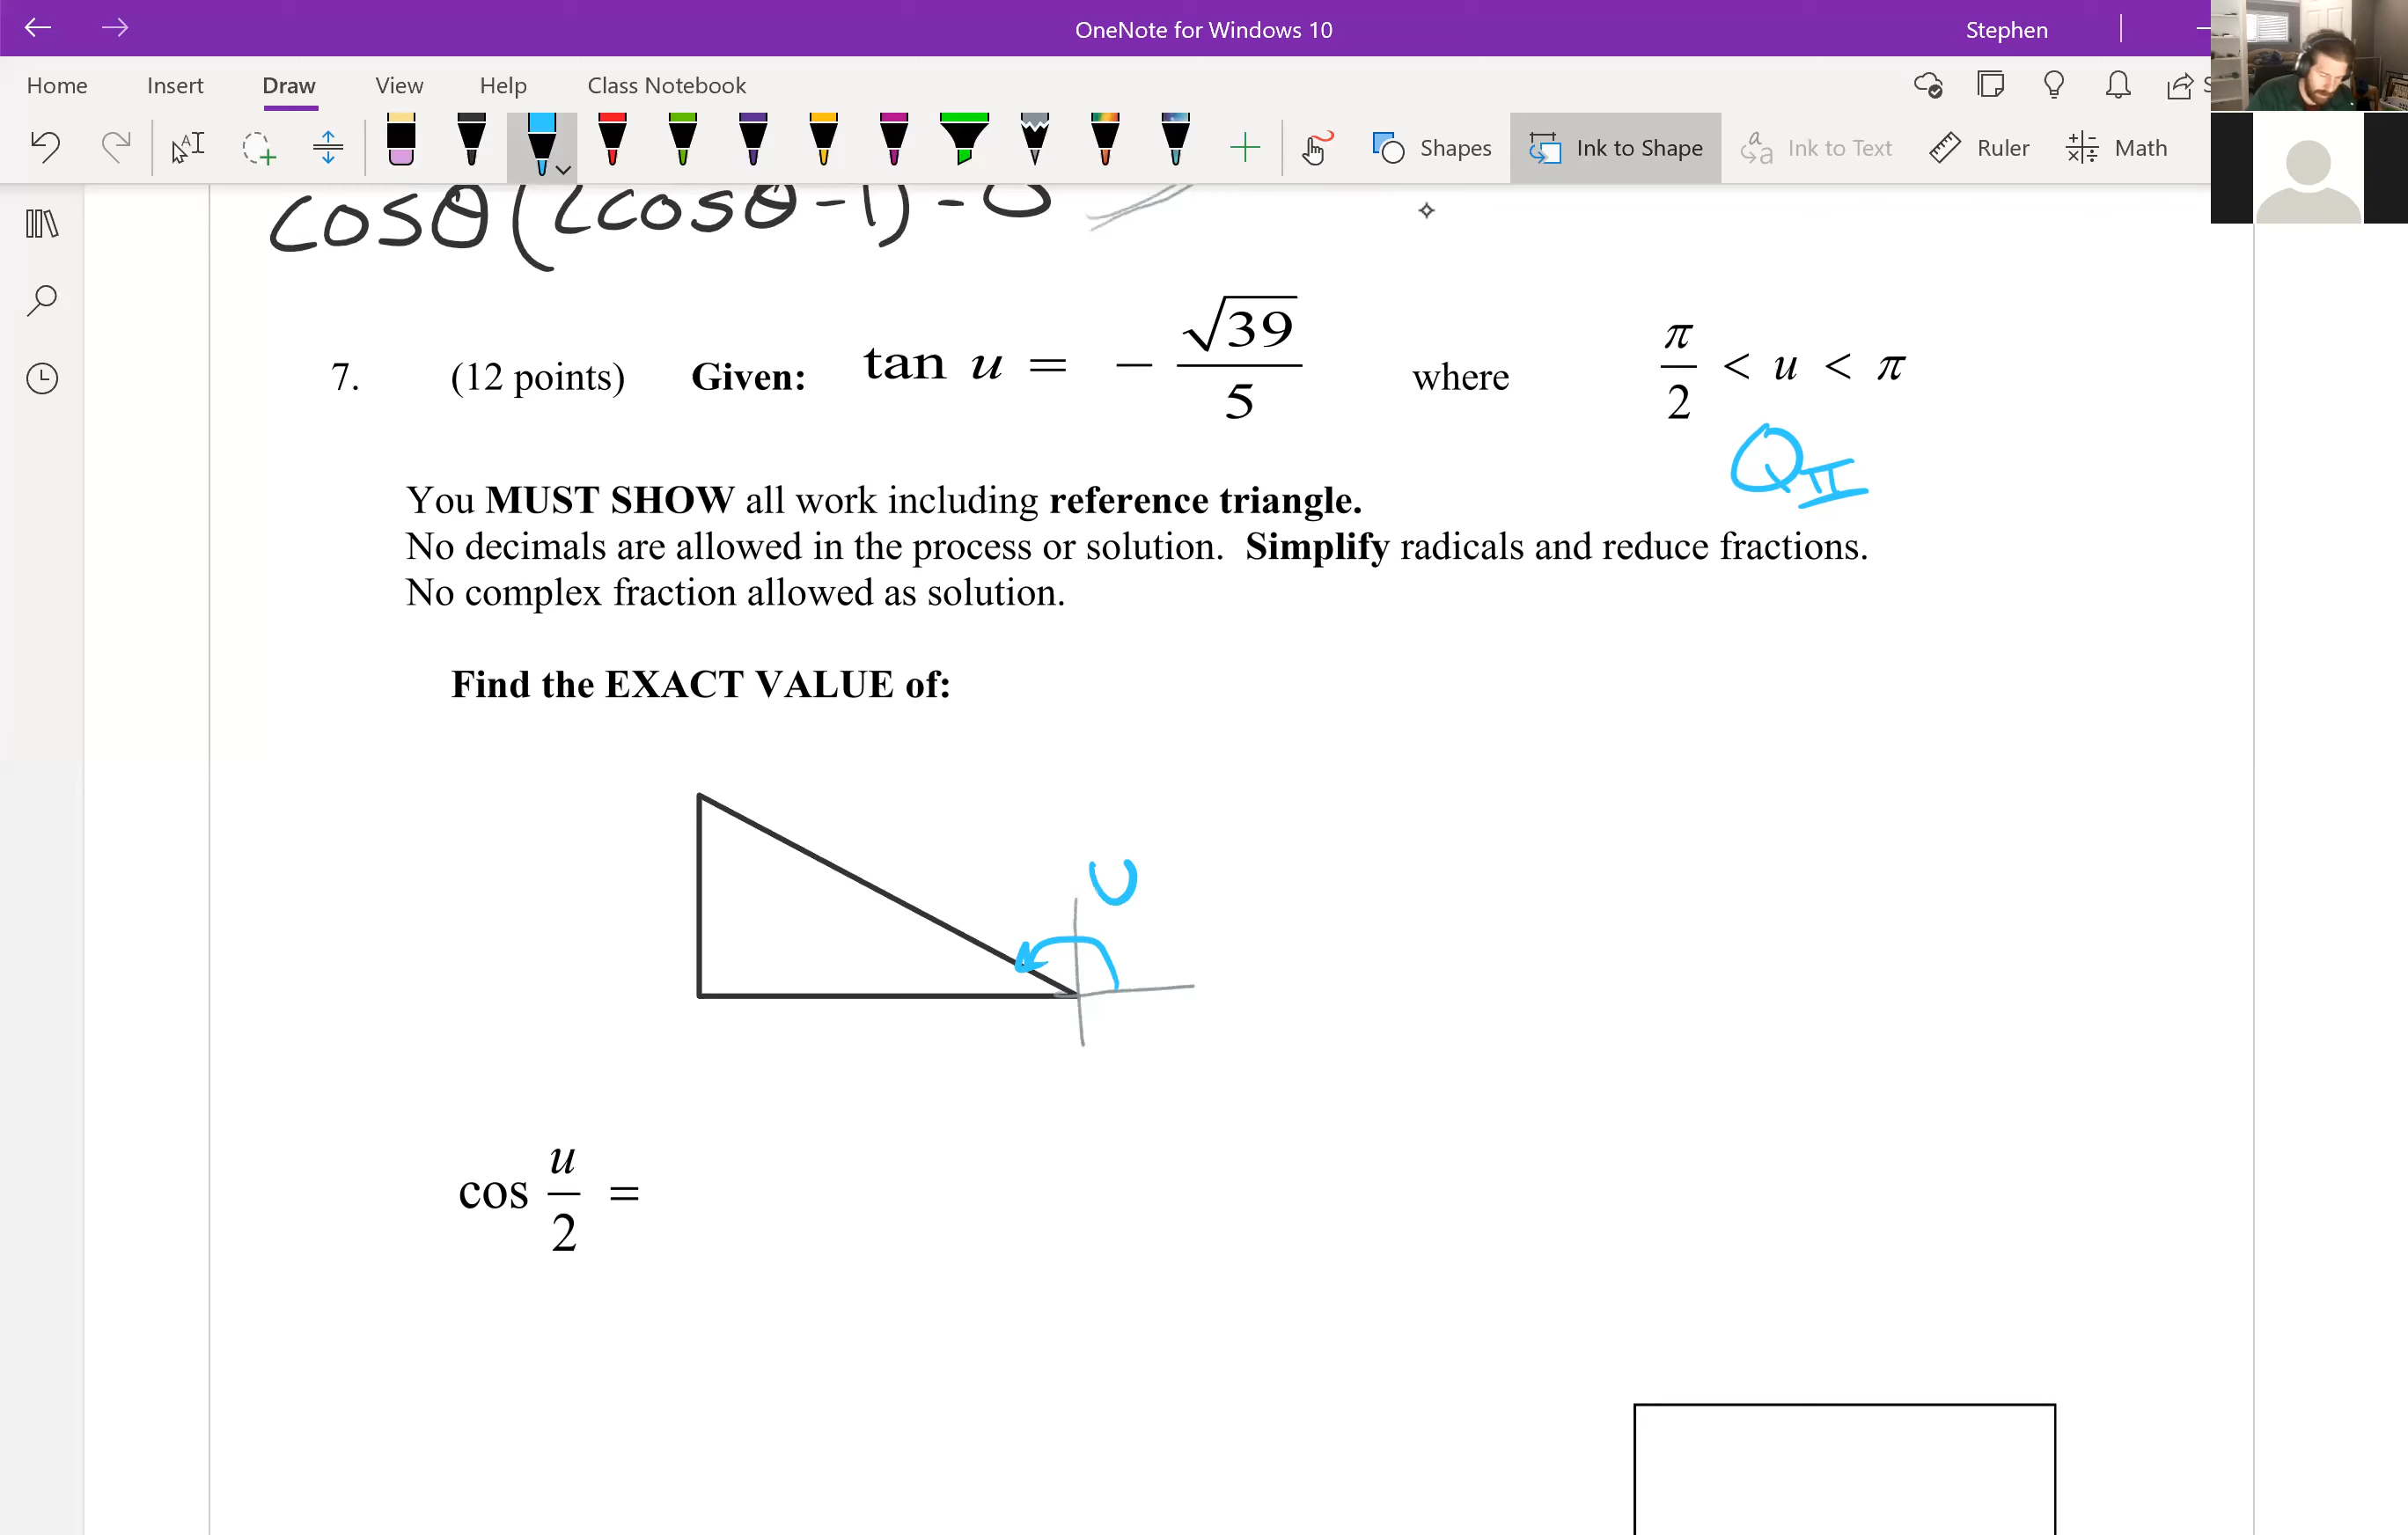 OneNote for Windows 10
Stephen
Home Insert Draw View Help Class Notebook
Shapes Ink to Shape Ink to Text Ruler Math
cosθ(2cosθ-1)=0
7. (12 points) Given: tan u = - √39/5 where π/2 < u < π
QII
You MUST SHOW all work including reference triangle.
No decimals are allowed in the process or solution. Simplify radicals and reduce fractions.
No complex fraction allowed as solution.
Find the EXACT VALUE of:
U
cos u/2 =